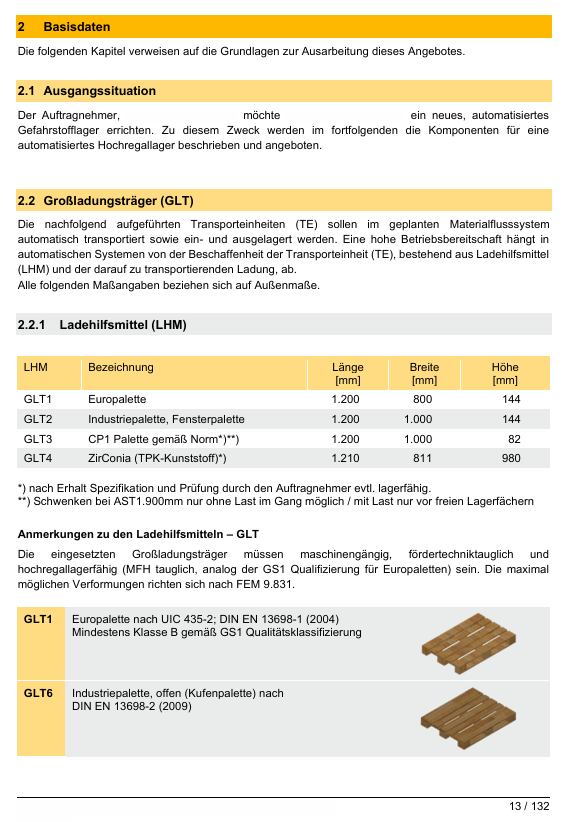 2 Basisdaten
Die folgenden Kapitel verweisen auf die Grundlagen zur Ausarbeitung dieses Angebotes.
2.1 Ausgangssituation
Der Auftragnehmer, möchte ein neues, automatisiertes
Gefahrstofflager errichten. Zu diesem Zweck werden im fortfolgenden die Komponenten für eine
automatisiertes Hochregallager beschrieben und angeboten.
2.2 Großladungsträger (GLT)
Die nachfolgend aufgeführten Transporteinheiten (TE) sollen im geplanten Materialflusssystem
automatisch transportiert sowie ein- und ausgelagert werden. Eine hohe Betriebsbereitschaft hängt in
automatischen Systemen von der Beschaffenheit der Transporteinheit (TE), bestehend aus Ladehilfsmittel
(LHM) und der darauf zu transportierenden Ladung, ab.
Alle folgenden Maßangaben beziehen sich auf Außenmaße.
2.2.1 Ladehilfsmittel (LHM)
LHM Bezeichnung Länge Breite Höhe
[mm] [mm] [mm]
GLT1 Europalette 1.200 800 144
GLT2 Industriepalette, Fensterpalette 1.200 1.000 144
GLT3 CP1 Palette gemäß Norm*)**) 1.200 1.000 82
GLT4 ZirConia (TPK-Kunststoff)*) 1.210 811 980
*) nach Erhalt Spezifikation und Prüfung durch den Auftragnehmer evtl. lagerfähig.
**) Schwenken bei AST1.900mm nur ohne Last im Gang möglich / mit Last nur vor freien Lagerfächern
Anmerkungen zu den Ladehilfsmitteln – GLT
Die eingesetzten Großladungsträger müssen maschinengängig, fördertechniktauglich und
hochregallagerfähig (MFH tauglich, analog der GS1 Qualifizierung für Europaletten) sein. Die maximal
möglichen Verformungen richten sich nach FEM 9.831.
GLT1 Europalette nach UIC 435-2; DIN EN 13698-1 (2004)
Mindestens Klasse B gemäß GS1 Qualitätsklassifizierung
GLT6 Industriepalette, offen (Kufenpalette) nach
DIN EN 13698-2 (2009)
13 / 132